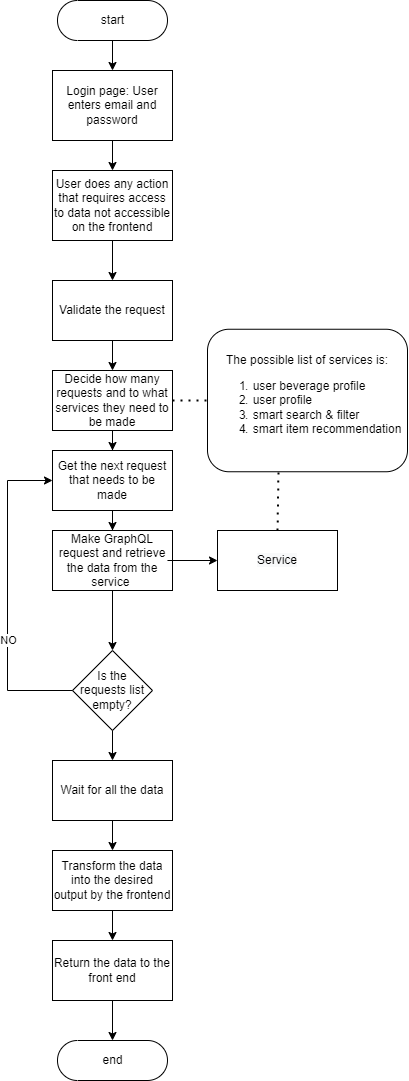 start
Login page: User
enters email and
password
User does any action
that requires access
to data not accessible
on the frontend
Validate the request
Decide how many
requests and to what
services they need to
be made
The possible list of services is:
1. user beverage profile
2. user profile
3. smart search & filter
4. smart item recommendation
Get the next request
that needs to be
made
Make GraphQL
request and retrieve
the data from the
service
Service
NO
Is the
requests list
empty?
Wait for all the data
Transform the data
into the desired
output by the frontend
Return the data to the
front end
end